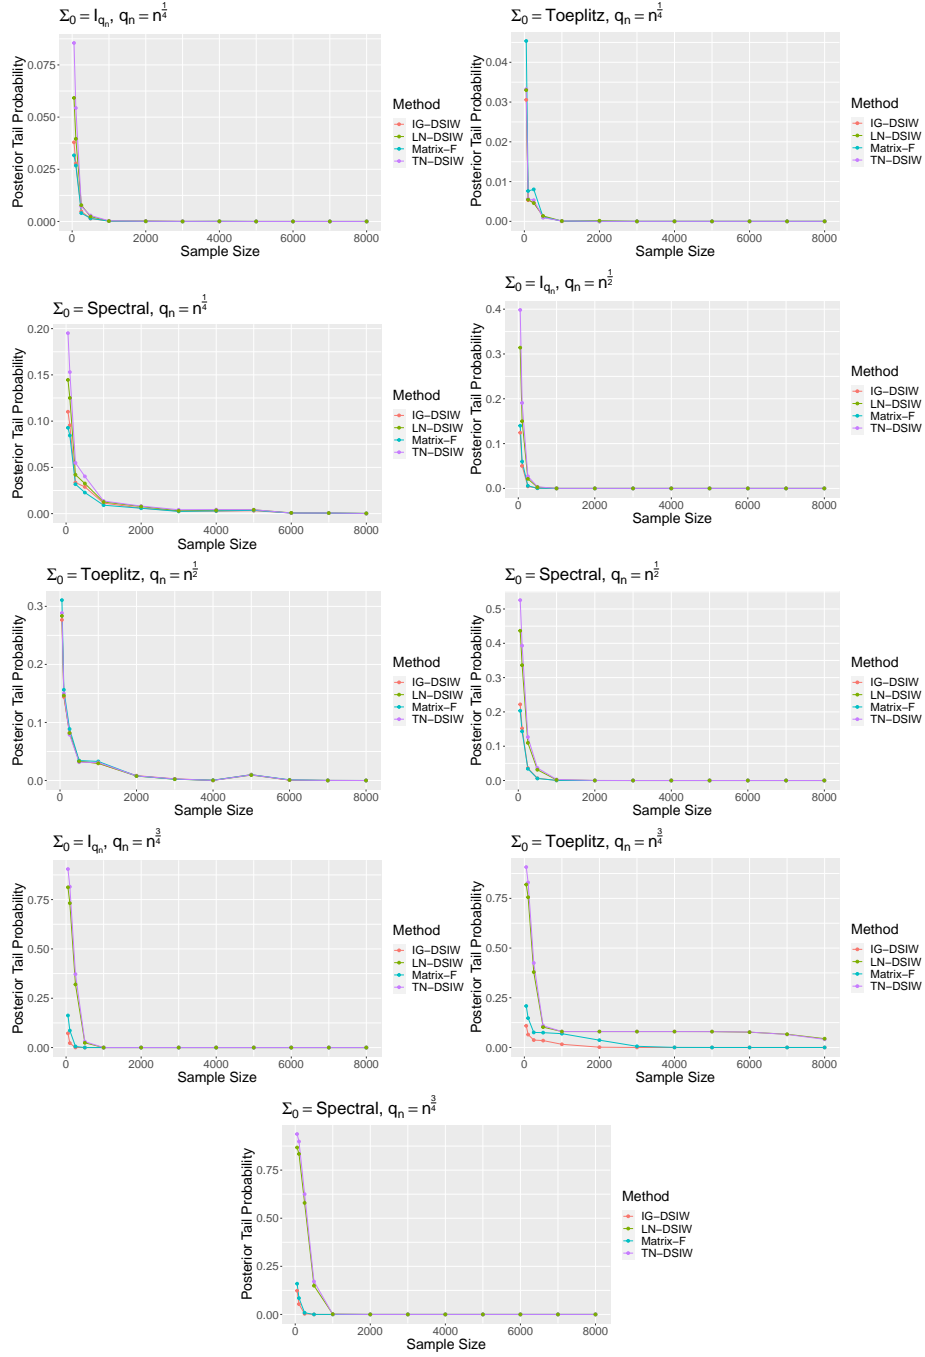 Σ₀ = I_qₙ, qₙ = n^(1/4)
Posterior Tail Probability
0.075
0.050
0.025
0.000
0 2000 4000 6000 8000
Sample Size
Method
IG−DSIW
LN−DSIW
Matrix−F
TN−DSIW
Σ₀ = Toeplitz, qₙ = n^(1/4)
Posterior Tail Probability
0.04
0.03
0.02
0.01
0.00
0 2000 4000 6000 8000
Sample Size
Method
IG−DSIW
LN−DSIW
Matrix−F
TN−DSIW
Σ₀ = Spectral, qₙ = n^(1/4)
Posterior Tail Probability
0.20
0.15
0.10
0.05
0.00
0 2000 4000 6000 8000
Sample Size
Method
IG−DSIW
LN−DSIW
Matrix−F
TN−DSIW
Σ₀ = I_qₙ, qₙ = n^(1/2)
Posterior Tail Probability
0.4
0.3
0.2
0.1
0.0
0 2000 4000 6000 8000
Sample Size
Method
IG−DSIW
LN−DSIW
Matrix−F
TN−DSIW
Σ₀ = Toeplitz, qₙ = n^(1/2)
Posterior Tail Probability
0.3
0.2
0.1
0.0
0 2000 4000 6000 8000
Sample Size
Method
IG−DSIW
LN−DSIW
Matrix−F
TN−DSIW
Σ₀ = Spectral, qₙ = n^(1/2)
Posterior Tail Probability
0.5
0.4
0.3
0.2
0.1
0.0
0 2000 4000 6000 8000
Sample Size
Method
IG−DSIW
LN−DSIW
Matrix−F
TN−DSIW
Σ₀ = I_qₙ, qₙ = n^(3/4)
Posterior Tail Probability
0.75
0.50
0.25
0.00
0 2000 4000 6000 8000
Sample Size
Method
IG−DSIW
LN−DSIW
Matrix−F
TN−DSIW
Σ₀ = Toeplitz, qₙ = n^(3/4)
Posterior Tail Probability
0.75
0.50
0.25
0.00
0 2000 4000 6000 8000
Sample Size
Method
IG−DSIW
LN−DSIW
Matrix−F
TN−DSIW
Σ₀ = Spectral, qₙ = n^(3/4)
Posterior Tail Probability
0.75
0.50
0.25
0.00
0 2000 4000 6000 8000
Sample Size
Method
IG−DSIW
LN−DSIW
Matrix−F
TN−DSIW